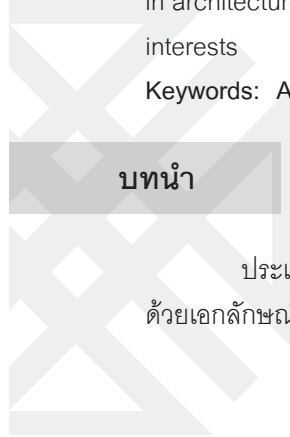 in architecture
interests
Keywords: A
บทนำ
ประเ
ด้วยเอกลักษณ์